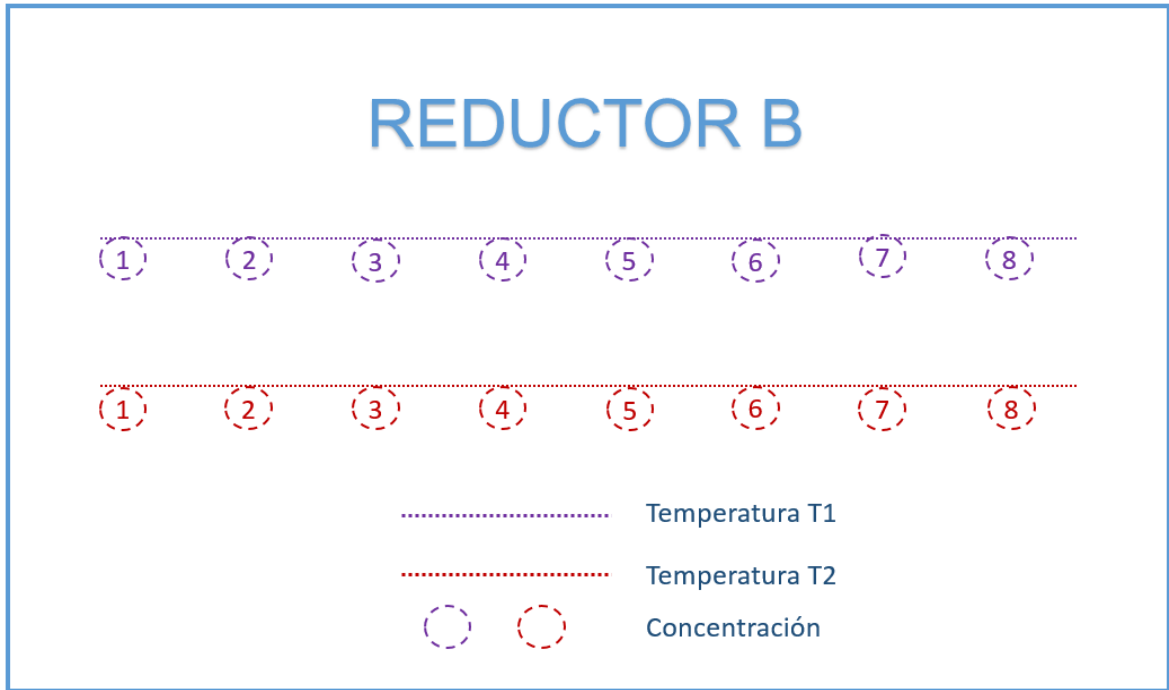 REDUCTOR B
1 2 3 4 5 6 7 8
1 2 3 4 5 6 7 8
Temperatura T1
Temperatura T2
Concentración